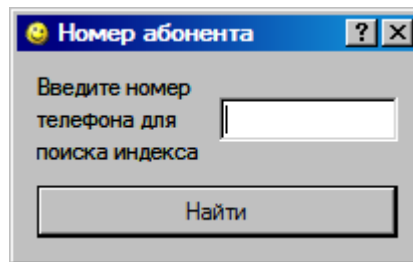 Номер абонента
Введите номер
телефона для
поиска индекса
Найти